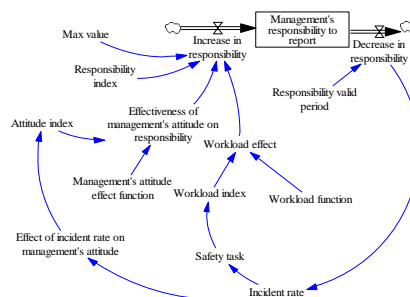 Max value
Increase in
responsibility
Management's
responsibility to
report
Decrease in
responsibility
Responsibility
index
Responsibility valid
period
Effectiveness of
management's attitude on
responsibility
Attitude index
Workload effect
Management's attitude
effect function
Workload index
Workload function
Effect of incident rate on
management's attitude
Safety task
Incident rate